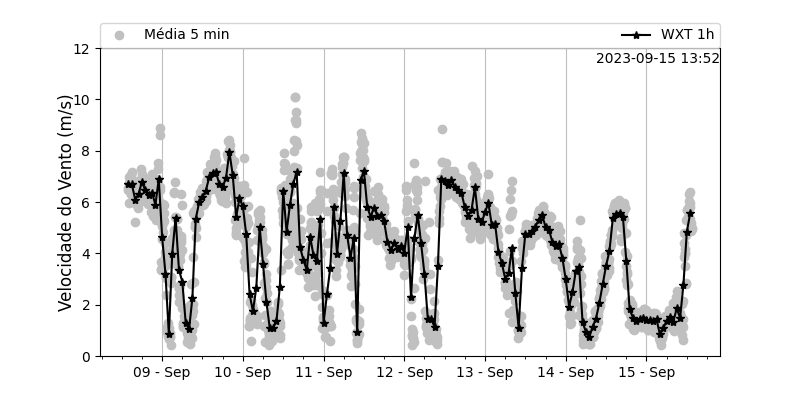 Média 5 min
WXT 1h
2023-09-15 13:52
Velocidade do Vento (m/s)
12
10
8
6
4
2
0
09 - Sep
10 - Sep
11 - Sep
12 - Sep
13 - Sep
14 - Sep
15 - Sep